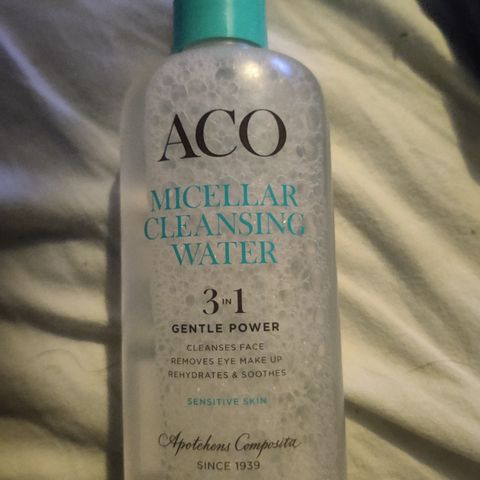 ACO
MICELLAR
CLEANSING
WATER
3 IN 1
GENTLE POWER
CLEANSES FACE
REMOVES EYE MAKE UP
REHYDRATES & SOOTHES
SENSITIVE SKIN
Apotekens Composita
SINCE 1939